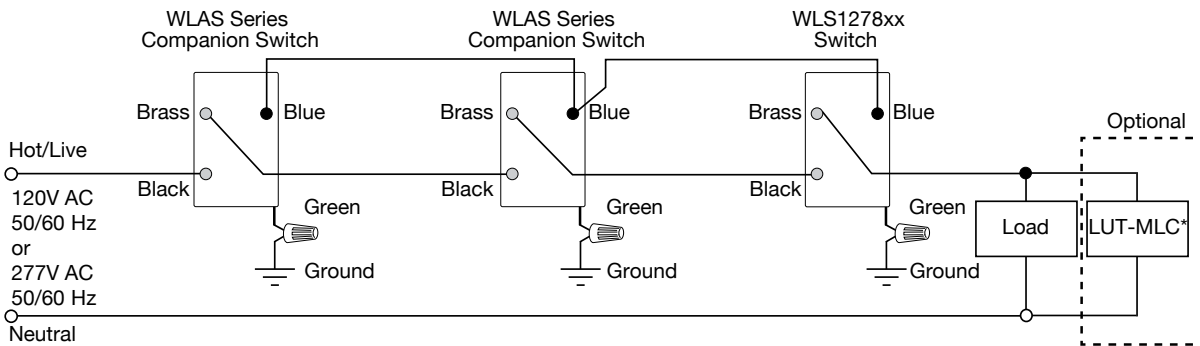 WLAS Series
Companion Switch
WLAS Series
Companion Switch
WLS1278xx
Switch
Brass
Blue
Brass
Blue
Brass
Blue
Optional
Hot/Live
Black
Black
Black
120V AC
50/60 Hz
or
277V AC
50/60 Hz
Green
Green
Green
Load
LUT-MLC*
Ground
Ground
Ground
Neutral